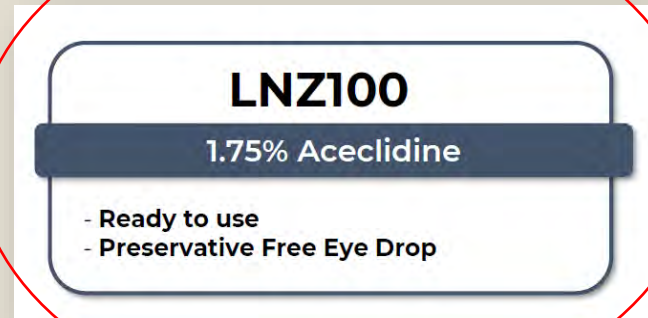 LNZ100
1.75% Aceclidine
- Ready to use
- Preservative Free Eye Drop